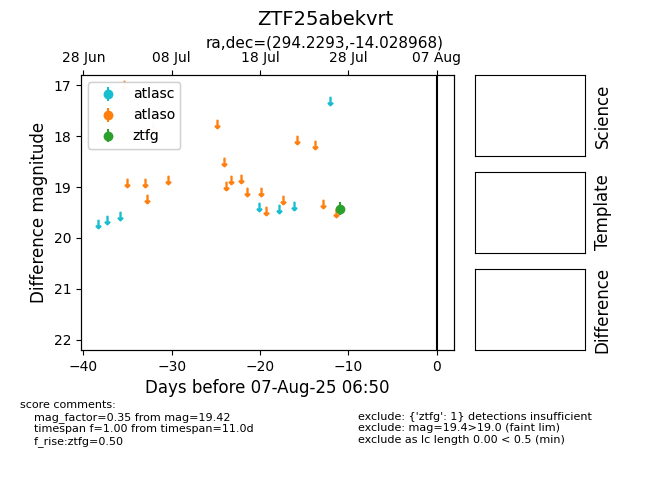 ZTF25abekvrt
ra,dec=(294.2293,-14.028968)
28 Jun 08 Jul 18 Jul 28 Jul 07 Aug
17
18
19
20
21
22
Difference magnitude
atlasc
atlaso
ztfg
−40 −30 −20 −10 0
Days before 07-Aug-25 06:50
Science
Template
Difference
score comments:
mag_factor=0.35 from mag=19.42
timespan f=1.00 from timespan=11.0d
f_rise:ztfg=0.50
exclude: {'ztfg': 1} detections insufficient
exclude: mag=19.4>19.0 (faint lim)
exclude as lc length 0.00 < 0.5 (min)